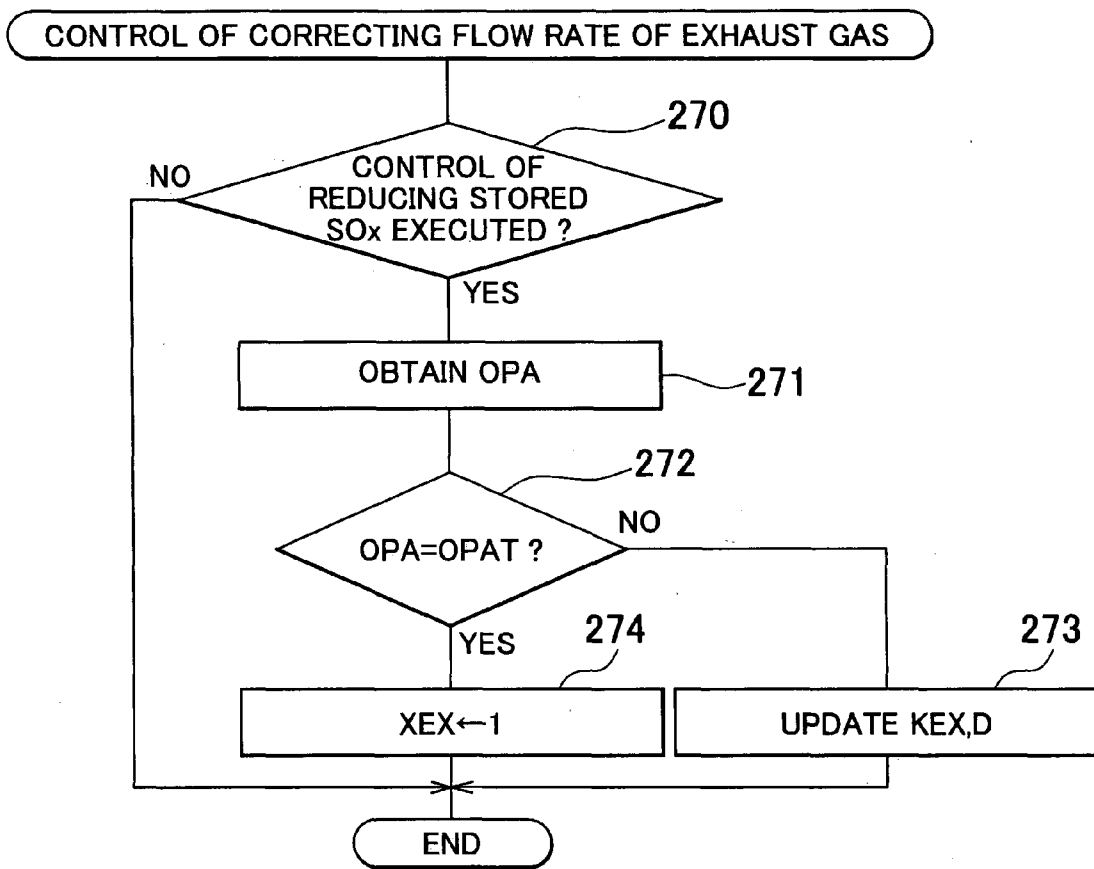 CONTROL OF CORRECTING FLOW RATE OF EXHAUST GAS
270
NO
CONTROL OF
REDUCING STORED
SOx EXECUTED ?
YES
OBTAIN OPA
271
272
NO
OPA=OPAT ?
YES
274
273
XEX←1
UPDATE KEX,D
END